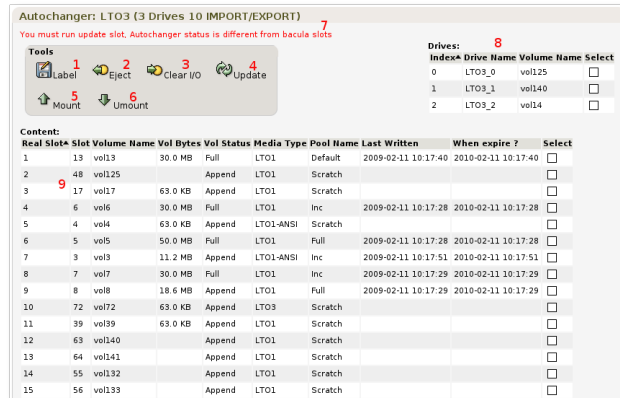 Autochanger: LTO3 (3 Drives 10 IMPORT/EXPORT)
7
You must run update slot, Autochanger status is different from bacula slots
Tools
1 2 3 4
Label Eject Clear I/O Update
5 6
Mount Umount
8
Drives:
Index Drive Name Volume Name Select
0 LTO3_0 vol125
1 LTO3_1 vol140
2 LTO3_2 vol14
Content:
Real Slot Slot Volume Name Vol Bytes Vol Status Media Type Pool Name Last Written When expire ? Select
1 13 vol13 30.0 MB Full LTO1 Default 2009-02-11 10:17:40 2010-02-11 10:17:40
2 48 vol125 Append LTO1 Scratch
9
3 17 vol17 63.0 KB Append LTO1 Scratch
4 6 vol6 30.0 MB Full LTO1 Inc 2009-02-11 10:17:28 2010-02-11 10:17:28
5 4 vol4 63.0 KB Append LTO1-ANSI Scratch
6 5 vol5 50.0 MB Full LTO1 Full 2009-02-11 10:17:28 2010-02-11 10:17:28
7 3 vol3 11.2 MB Append LTO1-ANSI Inc 2009-02-11 10:17:51 2010-02-11 10:17:51
8 7 vol7 30.0 MB Full LTO1 Inc 2009-02-11 10:17:29 2010-02-11 10:17:29
9 8 vol8 18.6 MB Append LTO1 Full 2009-02-11 10:17:29 2010-02-11 10:17:29
10 72 vol72 63.0 KB Append LTO3 Scratch
11 39 vol39 63.0 KB Append LTO1 Scratch
12 63 vol140 Append LTO1 Scratch
13 64 vol141 Append LTO1 Scratch
14 55 vol132 Append LTO1 Scratch
15 56 vol133 Append LTO1 Scratch